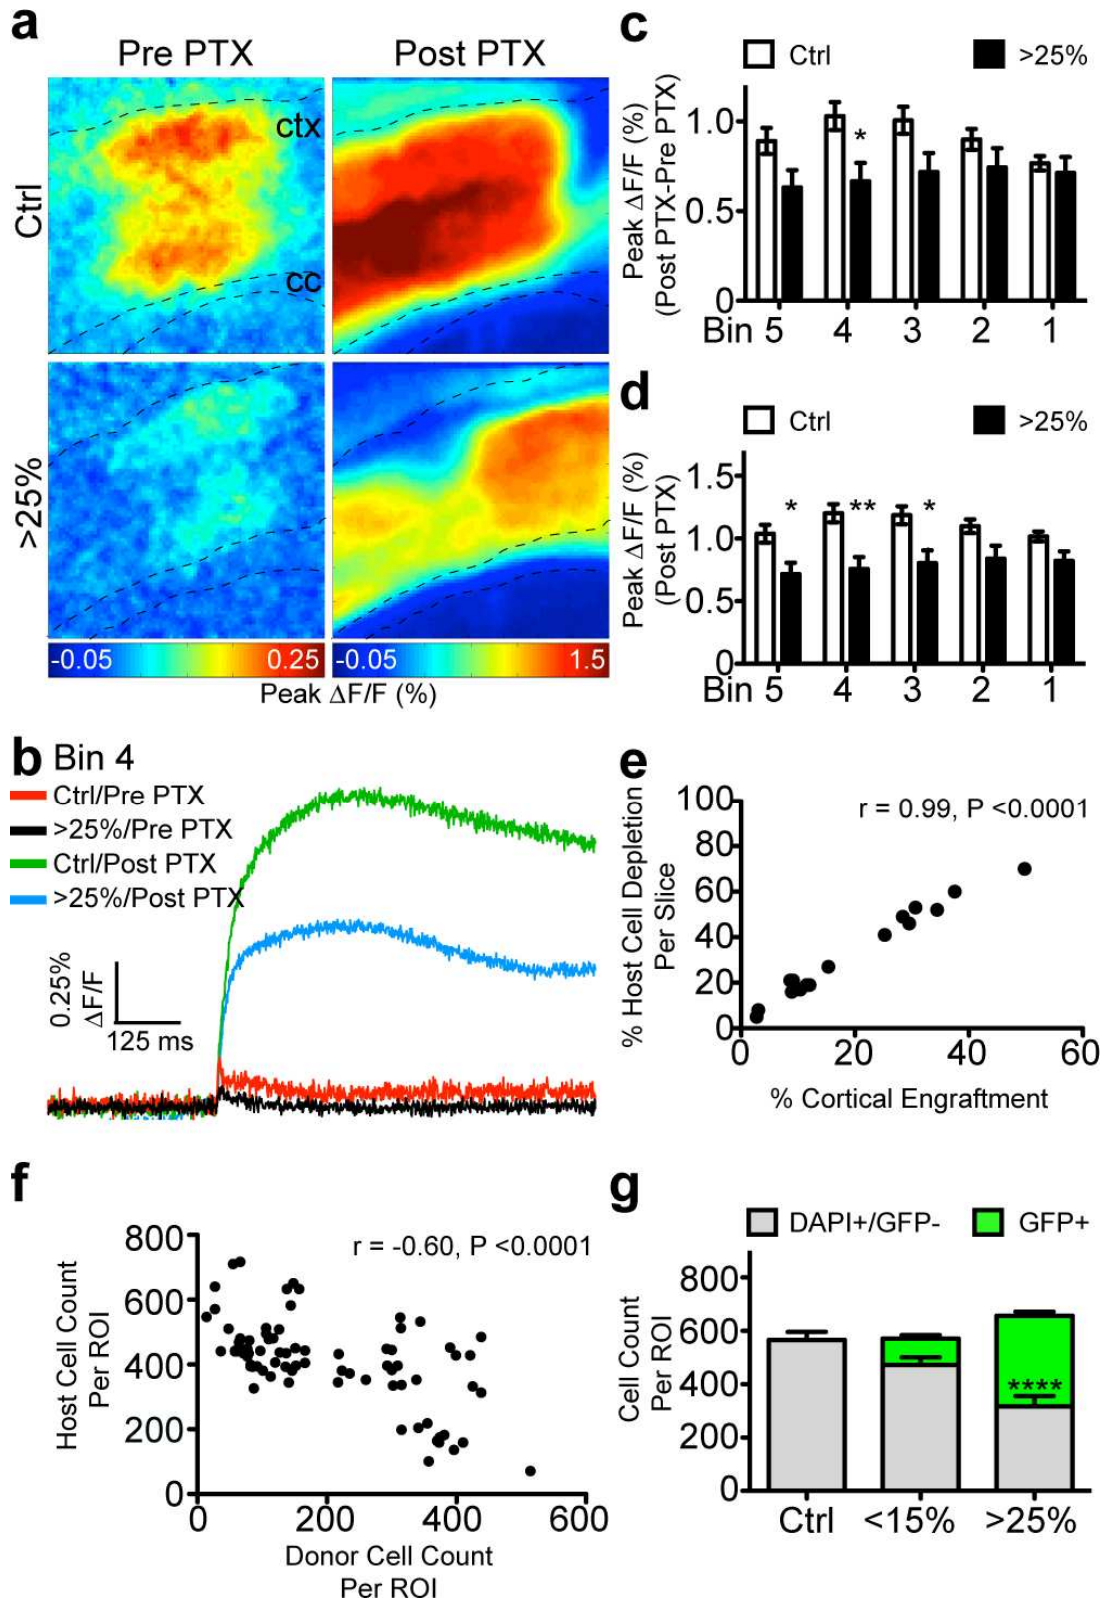 a
Pre PTX Post PTX
Ctrl
ctx
cc
>25%
-0.05 0.25 -0.05 1.5
Peak ΔF/F (%)
b Bin 4
Ctrl/Pre PTX
>25%/Pre PTX
Ctrl/Post PTX
>25%/Post PTX
0.25%
ΔF/F
125 ms
c
Ctrl >25%
Peak ΔF/F (%)
(Post PTX-Pre PTX)
1.0
0.5
0
*
Bin 5 4 3 2 1
d
Ctrl >25%
Peak ΔF/F (%)
(Post PTX)
1.5
1.0
0.5
0
* ** *
Bin 5 4 3 2 1
e
% Host Cell Depletion
Per Slice
r = 0.99, P <0.0001
100
80
60
40
20
0
0 20 40 60
% Cortical Engraftment
f
Host Cell Count
Per ROI
r = -0.60, P <0.0001
800
600
400
200
0
0 200 400 600
Donor Cell Count
Per ROI
g
DAPI+/GFP- GFP+
Cell Count
Per ROI
800
600
400
200
0
****
Ctrl <15% >25%